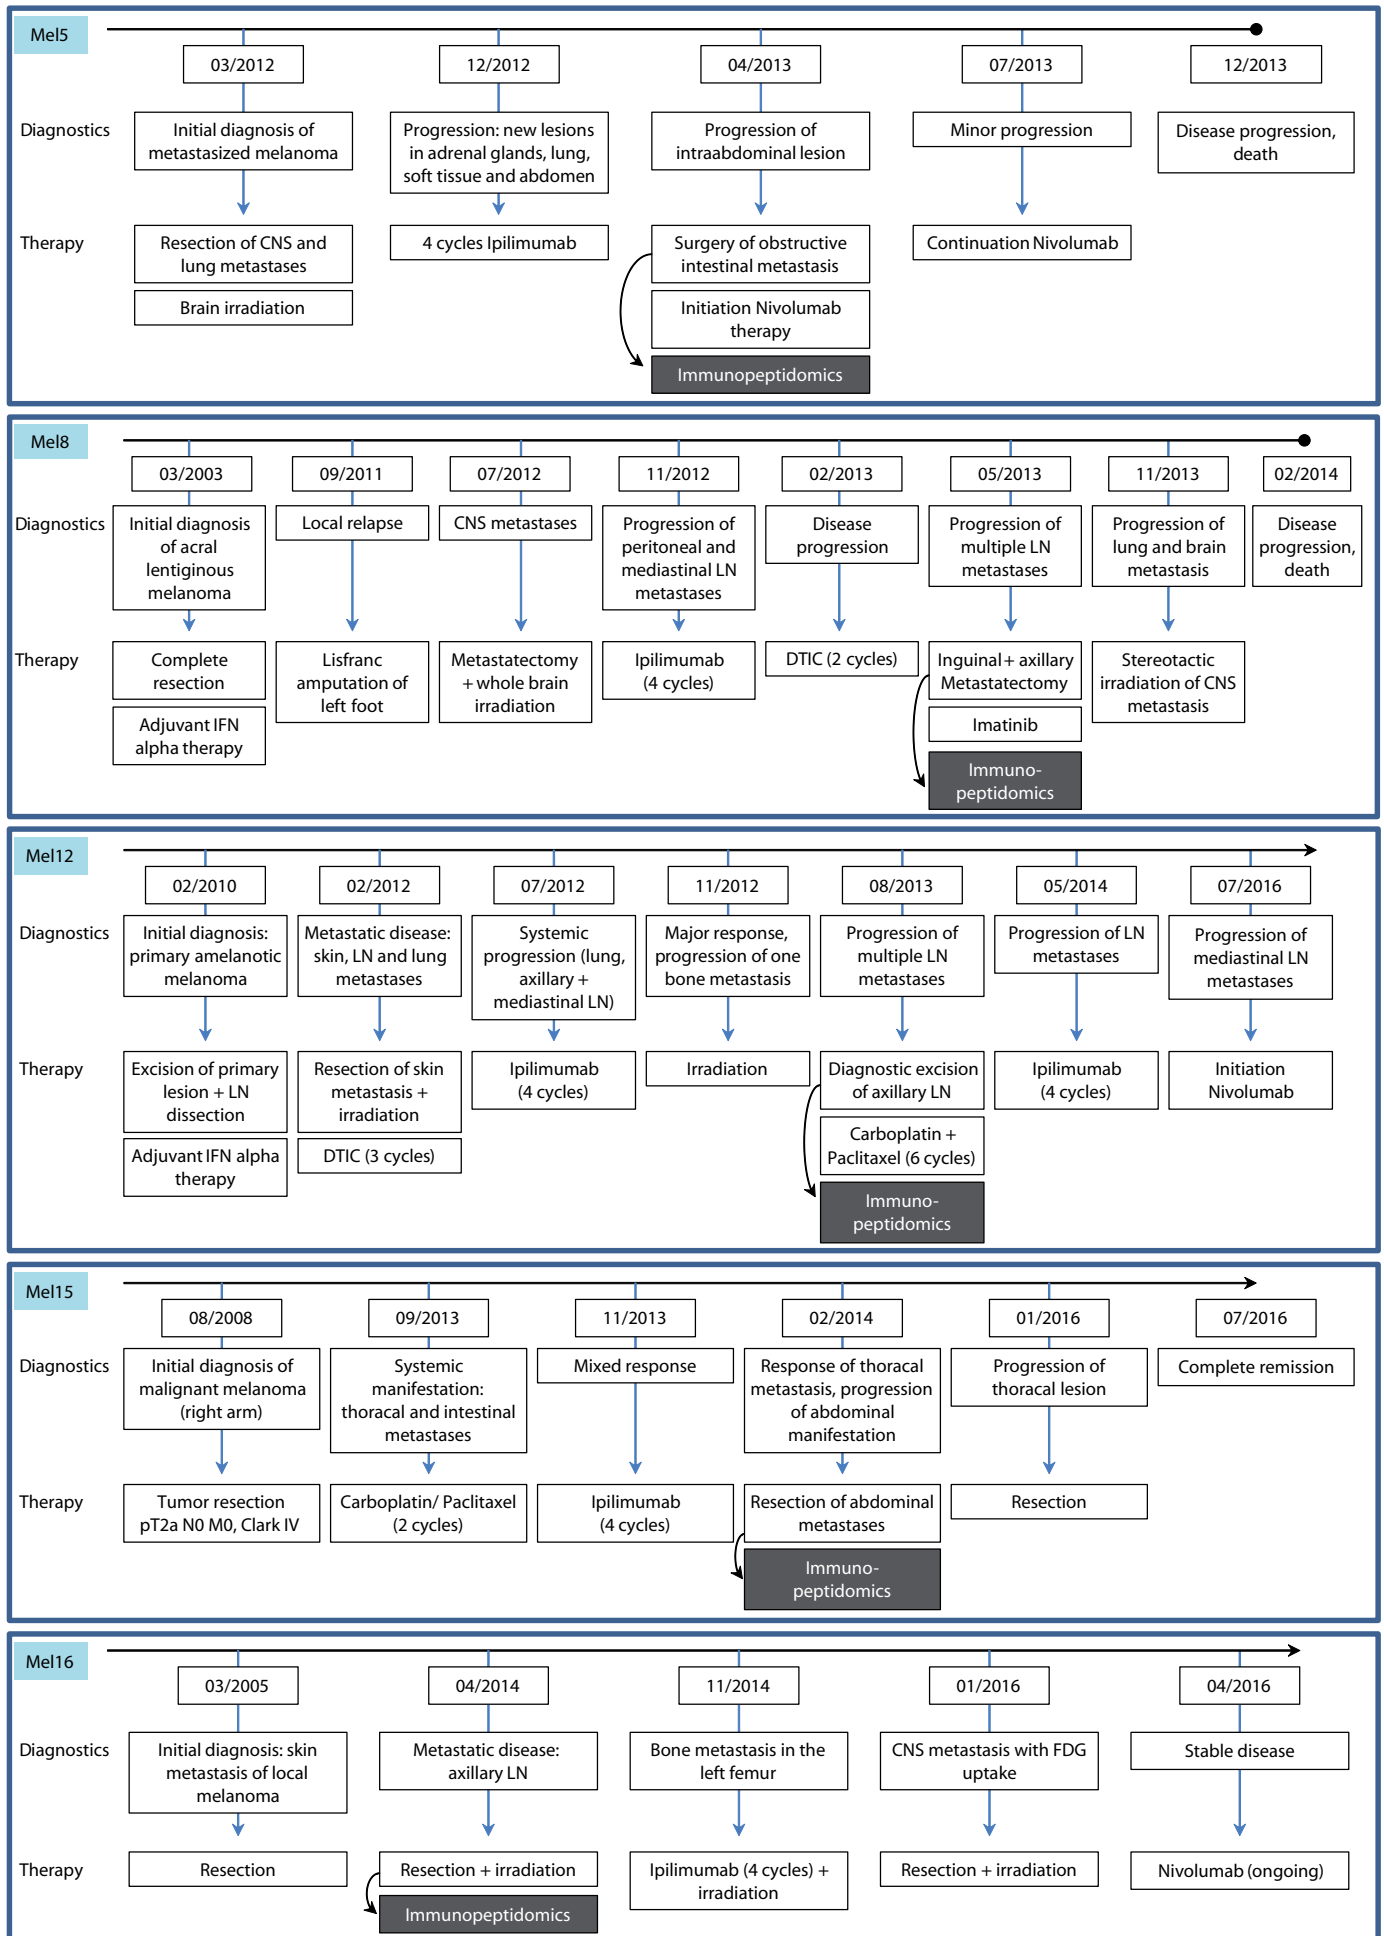 Mel5
03/2012
12/2012
04/2013
07/2013
12/2013
Diagnostics
Initial diagnosis of
metastasized melanoma
Progression: new lesions
in adrenal glands, lung,
soft tissue and abdomen
Progression of
intraabdominal lesion
Minor progression
Disease progression,
death
Therapy
Resection of CNS and
lung metastases
Brain irradiation
4 cycles Ipilimumab
Surgery of obstructive
intestinal metastasis
Initiation Nivolumab
therapy
Immunopeptidomics
Continuation Nivolumab
Mel8
03/2003
09/2011
07/2012
11/2012
02/2013
05/2013
11/2013
02/2014
Diagnostics
Initial diagnosis
of acral
lentiginous
melanoma
Local relapse
CNS metastases
Progression of
peritoneal and
mediastinal LN
metastases
Disease
progression
Progression of
multiple LN
metastases
Progression of
lung and brain
metastasis
Disease
progression,
death
Therapy
Complete
resection
Adjuvant IFN
alpha therapy
Lisfranc
amputation of
left foot
Metastatectomy
+ whole brain
irradiation
Ipilimumab
(4 cycles)
DTIC (2 cycles)
Inguinal + axillary
Metastatectomy
Imatinib
Immuno-
peptidomics
Stereotactic
irradiation of CNS
metastasis
Mel12
02/2010
02/2012
07/2012
11/2012
08/2013
05/2014
07/2016
Diagnostics
Initial diagnosis:
primary amelanotic
melanoma
Metastatic disease:
skin, LN and lung
metastases
Systemic
progression (lung,
axillary +
mediastinal LN)
Major response,
progression of one
bone metastasis
Progression of
multiple LN
metastases
Progression of LN
metastases
Progression of
mediastinal LN
metastases
Therapy
Excision of primary
lesion + LN
dissection
Adjuvant IFN alpha
therapy
Resection of skin
metastasis +
irradiation
DTIC (3 cycles)
Ipilimumab
(4 cycles)
Irradiation
Diagnostic excision
of axillary LN
Carboplatin +
Paclitaxel (6 cycles)
Immuno-
peptidomics
Ipilimumab
(4 cycles)
Initiation
Nivolumab
Mel15
08/2008
09/2013
11/2013
02/2014
01/2016
07/2016
Diagnostics
Initial diagnosis of
malignant melanoma
(right arm)
Systemic
manifestation:
thoracal and intestinal
metastases
Mixed response
Response of thoracal
metastasis, progression
of abdominal
manifestation
Progression of
thoracal lesion
Complete remission
Therapy
Tumor resection
pT2a N0 M0, Clark IV
Carboplatin/ Paclitaxel
(2 cycles)
Ipilimumab
(4 cycles)
Resection of abdominal
metastases
Immuno-
peptidomics
Resection
Mel16
03/2005
04/2014
11/2014
01/2016
04/2016
Diagnostics
Initial diagnosis: skin
metastasis of local
melanoma
Metastatic disease:
axillary LN
Bone metastasis in the
left femur
CNS metastasis with FDG
uptake
Stable disease
Therapy
Resection
Resection + irradiation
Immunopeptidomics
Ipilimumab (4 cycles) +
irradiation
Resection + irradiation
Nivolumab (ongoing)